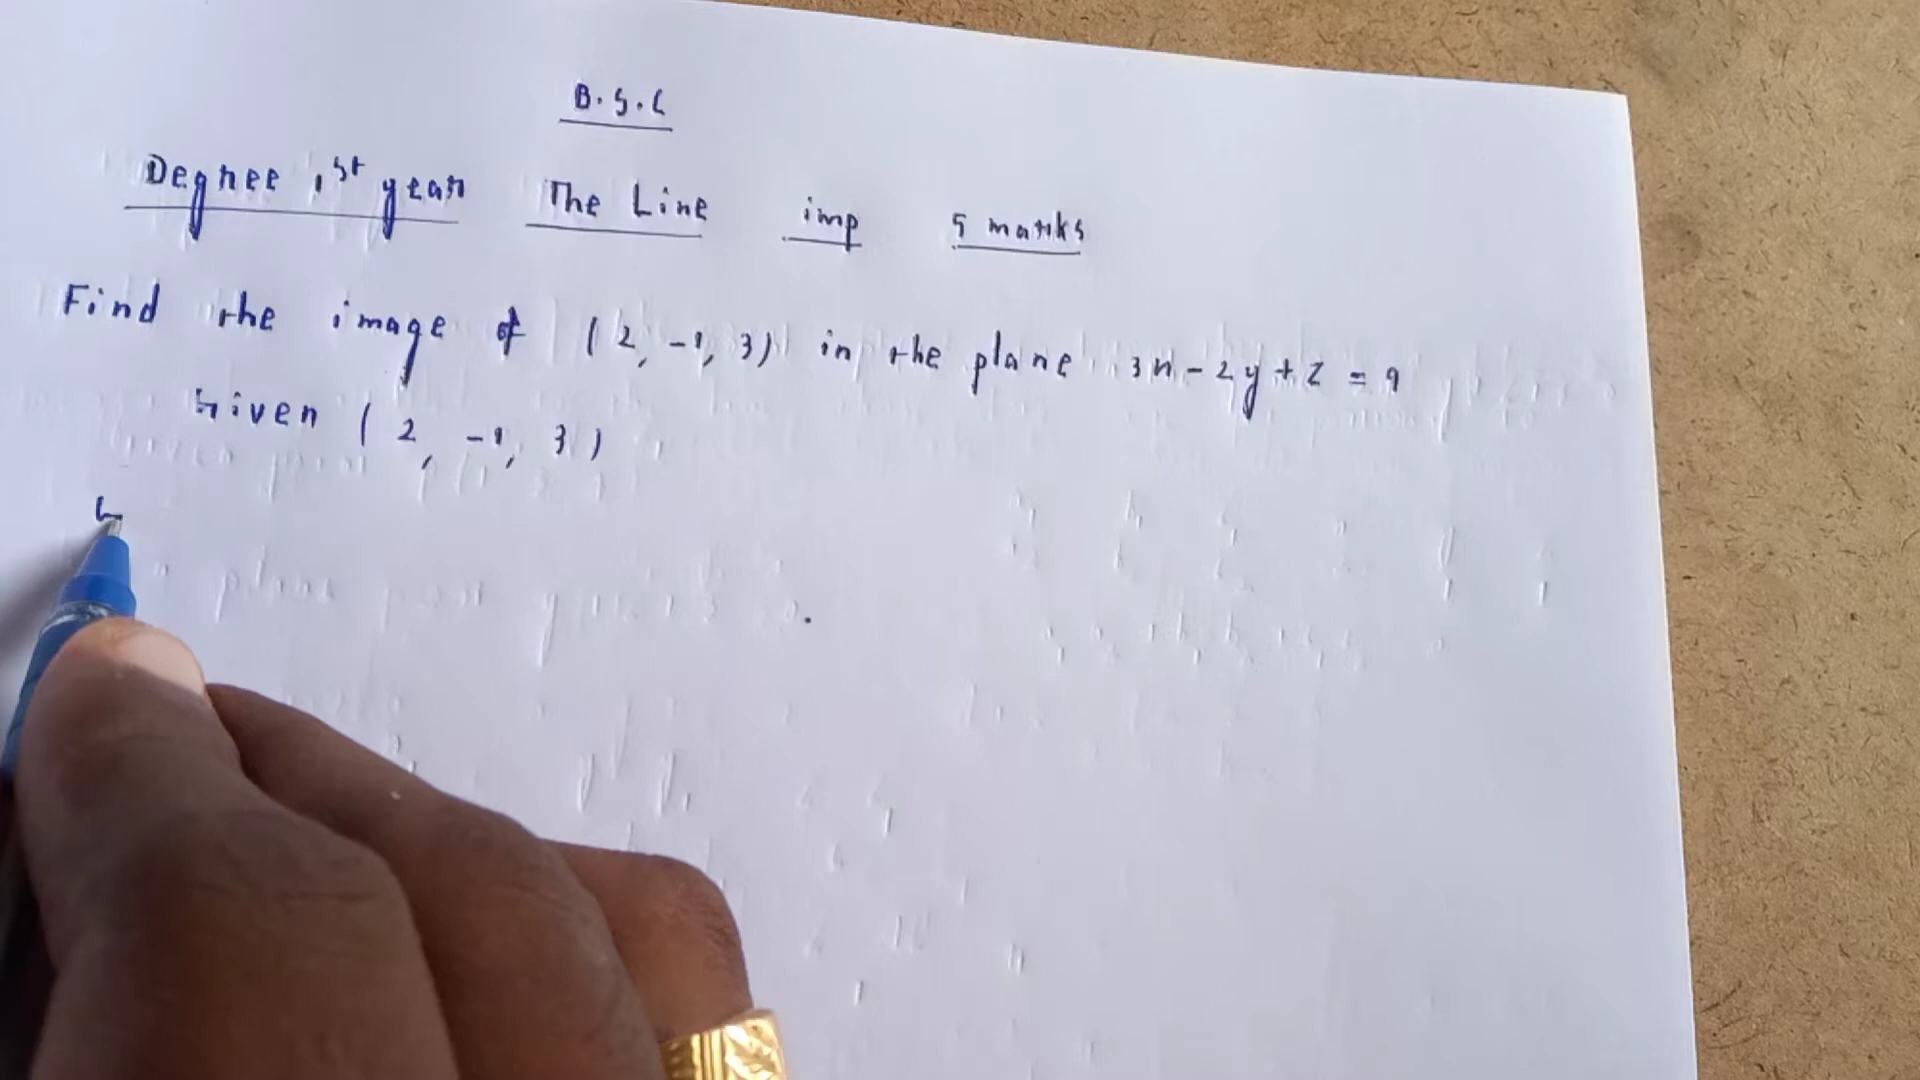 B.S.C
Degree 1st year The Line imp 5 marks
Find the image of (2, -1, 3) in the plane 3x - 2y + z = 9
Given (2, -1, 3)